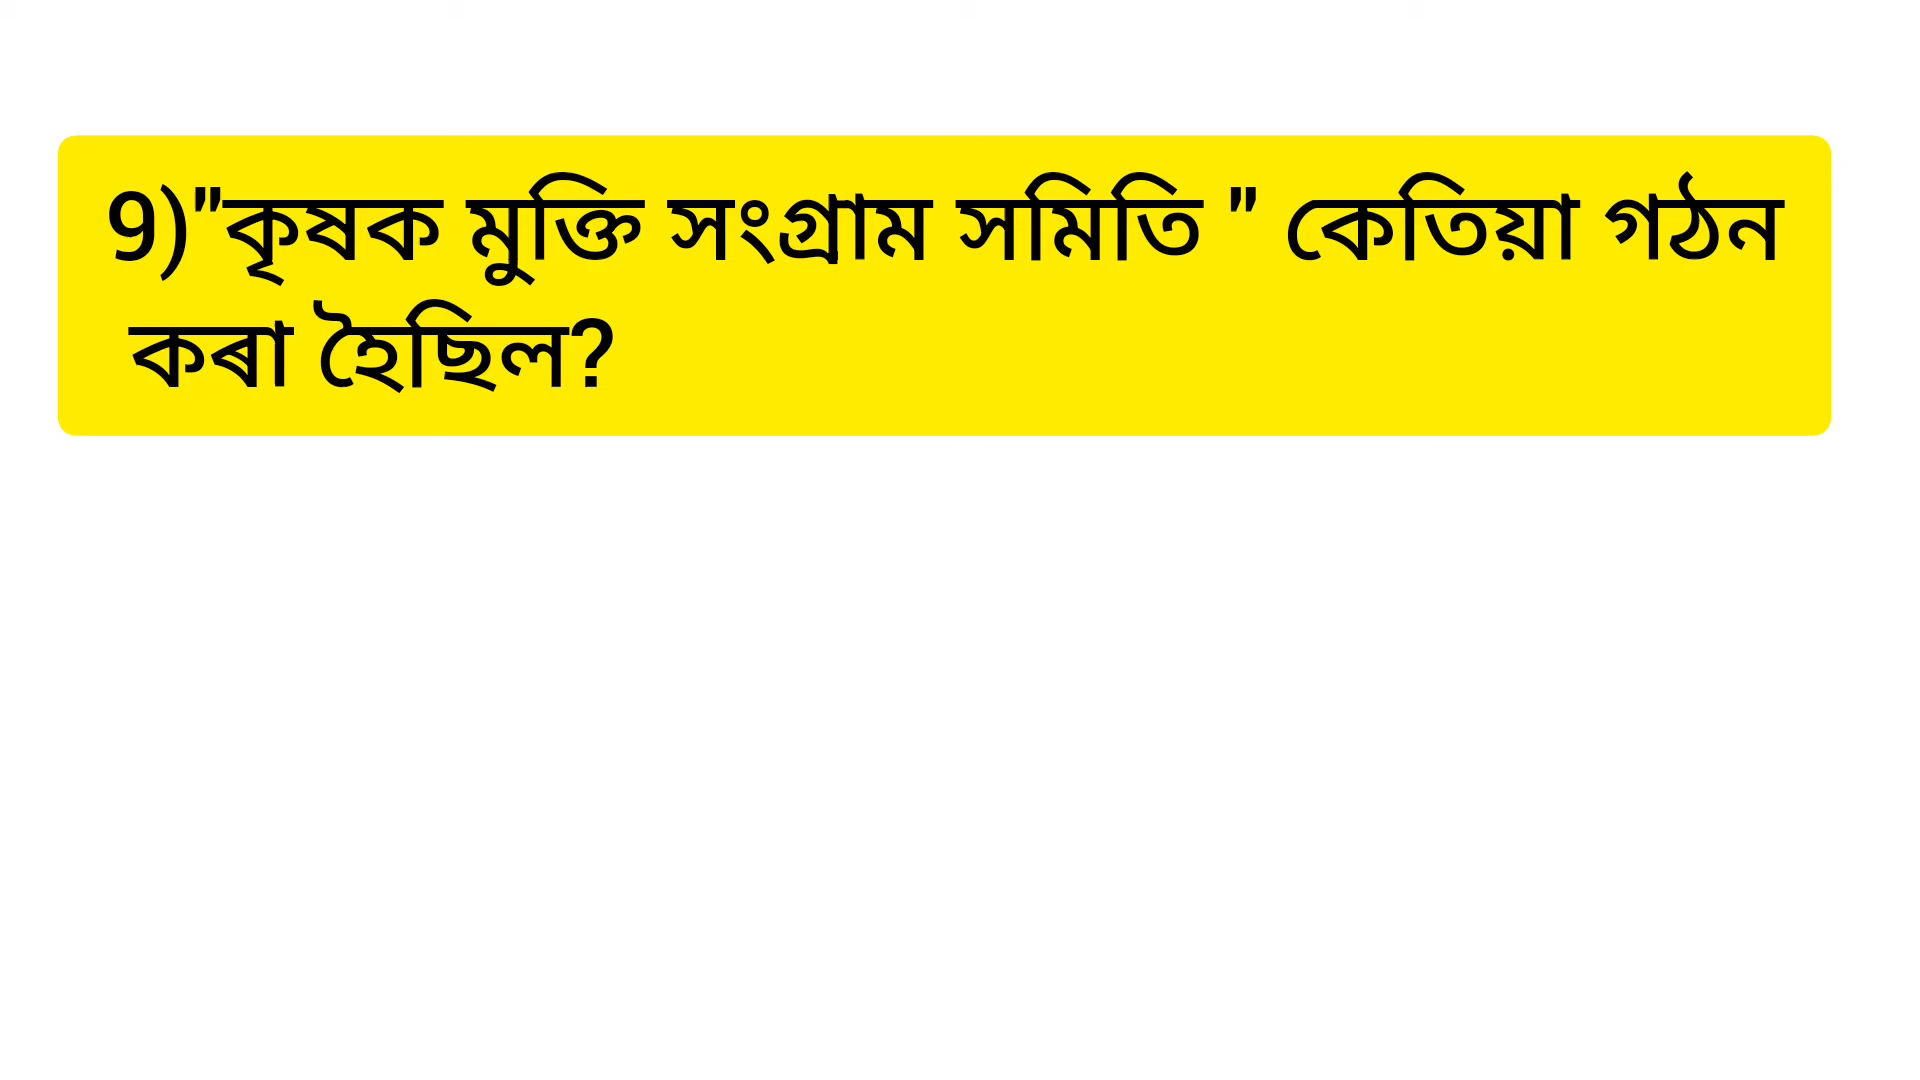 9)"কৃষক মুক্তি সংগ্ৰাম সমিতি " কেতিয়া গঠন
কৰা হৈছিল?